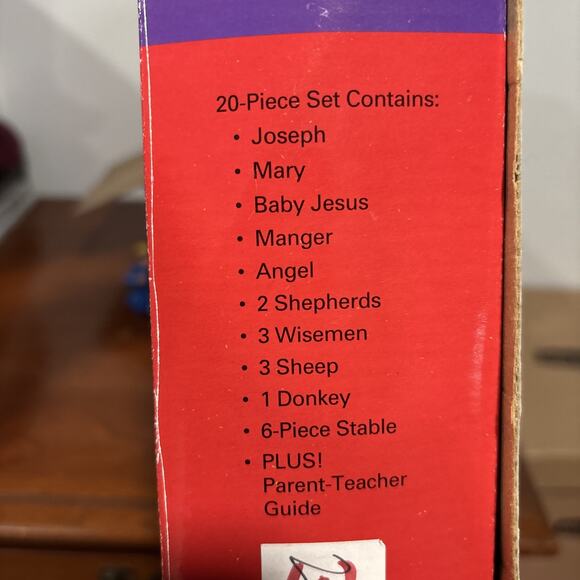 20-Piece Set Contains:
• Joseph
• Mary
• Baby Jesus
• Manger
• Angel
• 2 Shepherds
• 3 Wisemen
• 3 Sheep
• 1 Donkey
• 6-Piece Stable
• PLUS!
Parent-Teacher
Guide